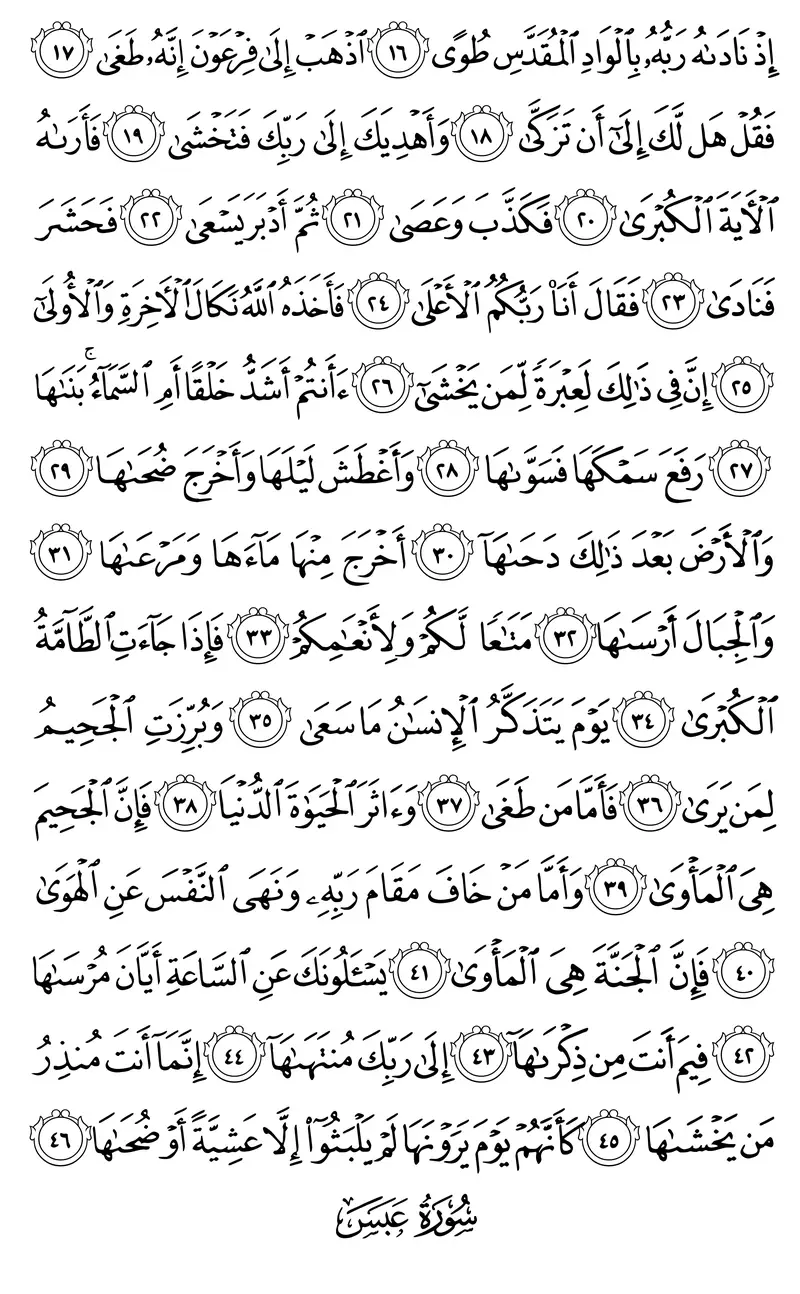 إِذۡ نَادَىٰهُ رَبُّهُۥ بِٱلۡوَادِ ٱلۡمُقَدَّسِ طُوًى ١٦ ٱذۡهَبۡ إِلَىٰ فِرۡعَوۡنَ إِنَّهُۥ طَغَىٰ ١٧
فَقُلۡ هَل لَّكَ إِلَىٰٓ أَن تَزَكَّىٰ ١٨ وَأَهۡدِيَكَ إِلَىٰ رَبِّكَ فَتَخۡشَىٰ ١٩ فَأَرَىٰهُ
ٱلۡأٓيَةَ ٱلۡكُبۡرَىٰ ٢٠ فَكَذَّبَ وَعَصَىٰ ٢١ ثُمَّ أَدۡبَرَ يَسۡعَىٰ ٢٢ فَحَشَرَ
فَنَادَىٰ ٢٣ فَقَالَ أَنَا۠ رَبُّكُمُ ٱلۡأَعۡلَىٰ ٢٤ فَأَخَذَهُ ٱللَّهُ نَكَالَ ٱلۡأٓخِرَةِ وَٱلۡأُولَىٰٓ
٢٥ إِنَّ فِي ذَٰلِكَ لَعِبۡرَةٗ لِّمَن يَخۡشَىٰٓ ٢٦ ءَأَنتُمۡ أَشَدُّ خَلۡقًا أَمِ ٱلسَّمَآءُۚ بَنَىٰهَا
٢٧ رَفَعَ سَمۡكَهَا فَسَوَّىٰهَا ٢٨ وَأَغۡطَشَ لَيۡلَهَا وَأَخۡرَجَ ضُحَىٰهَا ٢٩
وَٱلۡأَرۡضَ بَعۡدَ ذَٰلِكَ دَحَىٰهَآ ٣٠ أَخۡرَجَ مِنۡهَا مَآءَهَا وَمَرۡعَىٰهَا ٣١
وَٱلۡجِبَالَ أَرۡسَىٰهَا ٣٢ مَتَٰعٗا لَّكُمۡ وَلِأَنۡعَٰمِكُمۡ ٣٣ فَإِذَا جَآءَتِ ٱلطَّآمَّةُ
ٱلۡكُبۡرَىٰ ٣٤ يَوۡمَ يَتَذَكَّرُ ٱلۡإِنسَٰنُ مَا سَعَىٰ ٣٥ وَبُرِّزَتِ ٱلۡجَحِيمُ
لِمَن يَرَىٰ ٣٦ فَأَمَّا مَن طَغَىٰ ٣٧ وَءَاثَرَ ٱلۡحَيَوٰةَ ٱلدُّنۡيَا ٣٨ فَإِنَّ ٱلۡجَحِيمَ
هِيَ ٱلۡمَأۡوَىٰ ٣٩ وَأَمَّا مَنۡ خَافَ مَقَامَ رَبِّهِۦ وَنَهَى ٱلنَّفۡسَ عَنِ ٱلۡهَوَىٰ
٤٠ فَإِنَّ ٱلۡجَنَّةَ هِيَ ٱلۡمَأۡوَىٰ ٤١ يَسۡـَٔلُونَكَ عَنِ ٱلسَّاعَةِ أَيَّانَ مُرۡسَىٰهَا
٤٢ فِيمَ أَنتَ مِن ذِكۡرَىٰهَآ ٤٣ إِلَىٰ رَبِّكَ مُنتَهَىٰهَآ ٤٤ إِنَّمَآ أَنتَ مُنذِرُ
مَن يَخۡشَىٰهَا ٤٥ كَأَنَّهُمۡ يَوۡمَ يَرَوۡنَهَا لَمۡ يَلۡبَثُوٓاْ إِلَّا عَشِيَّةً أَوۡ ضُحَىٰهَا ٤٦
سُورَةُ عَبَسَ